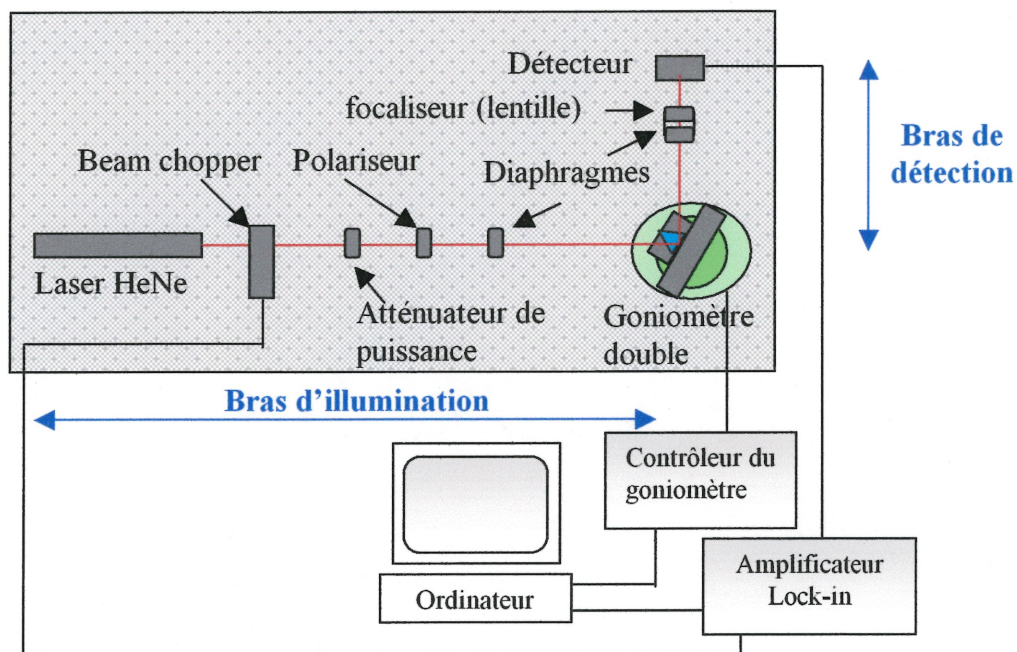 Détecteur
focaliseur (lentille)
Bras de
détection
Beam chopper
Polariseur
Diaphragmes
Laser HeNe
Atténuateur de
puissance
Goniomètre
double
Bras d’illumination
Contrôleur du
goniomètre
Amplificateur
Lock-in
Ordinateur